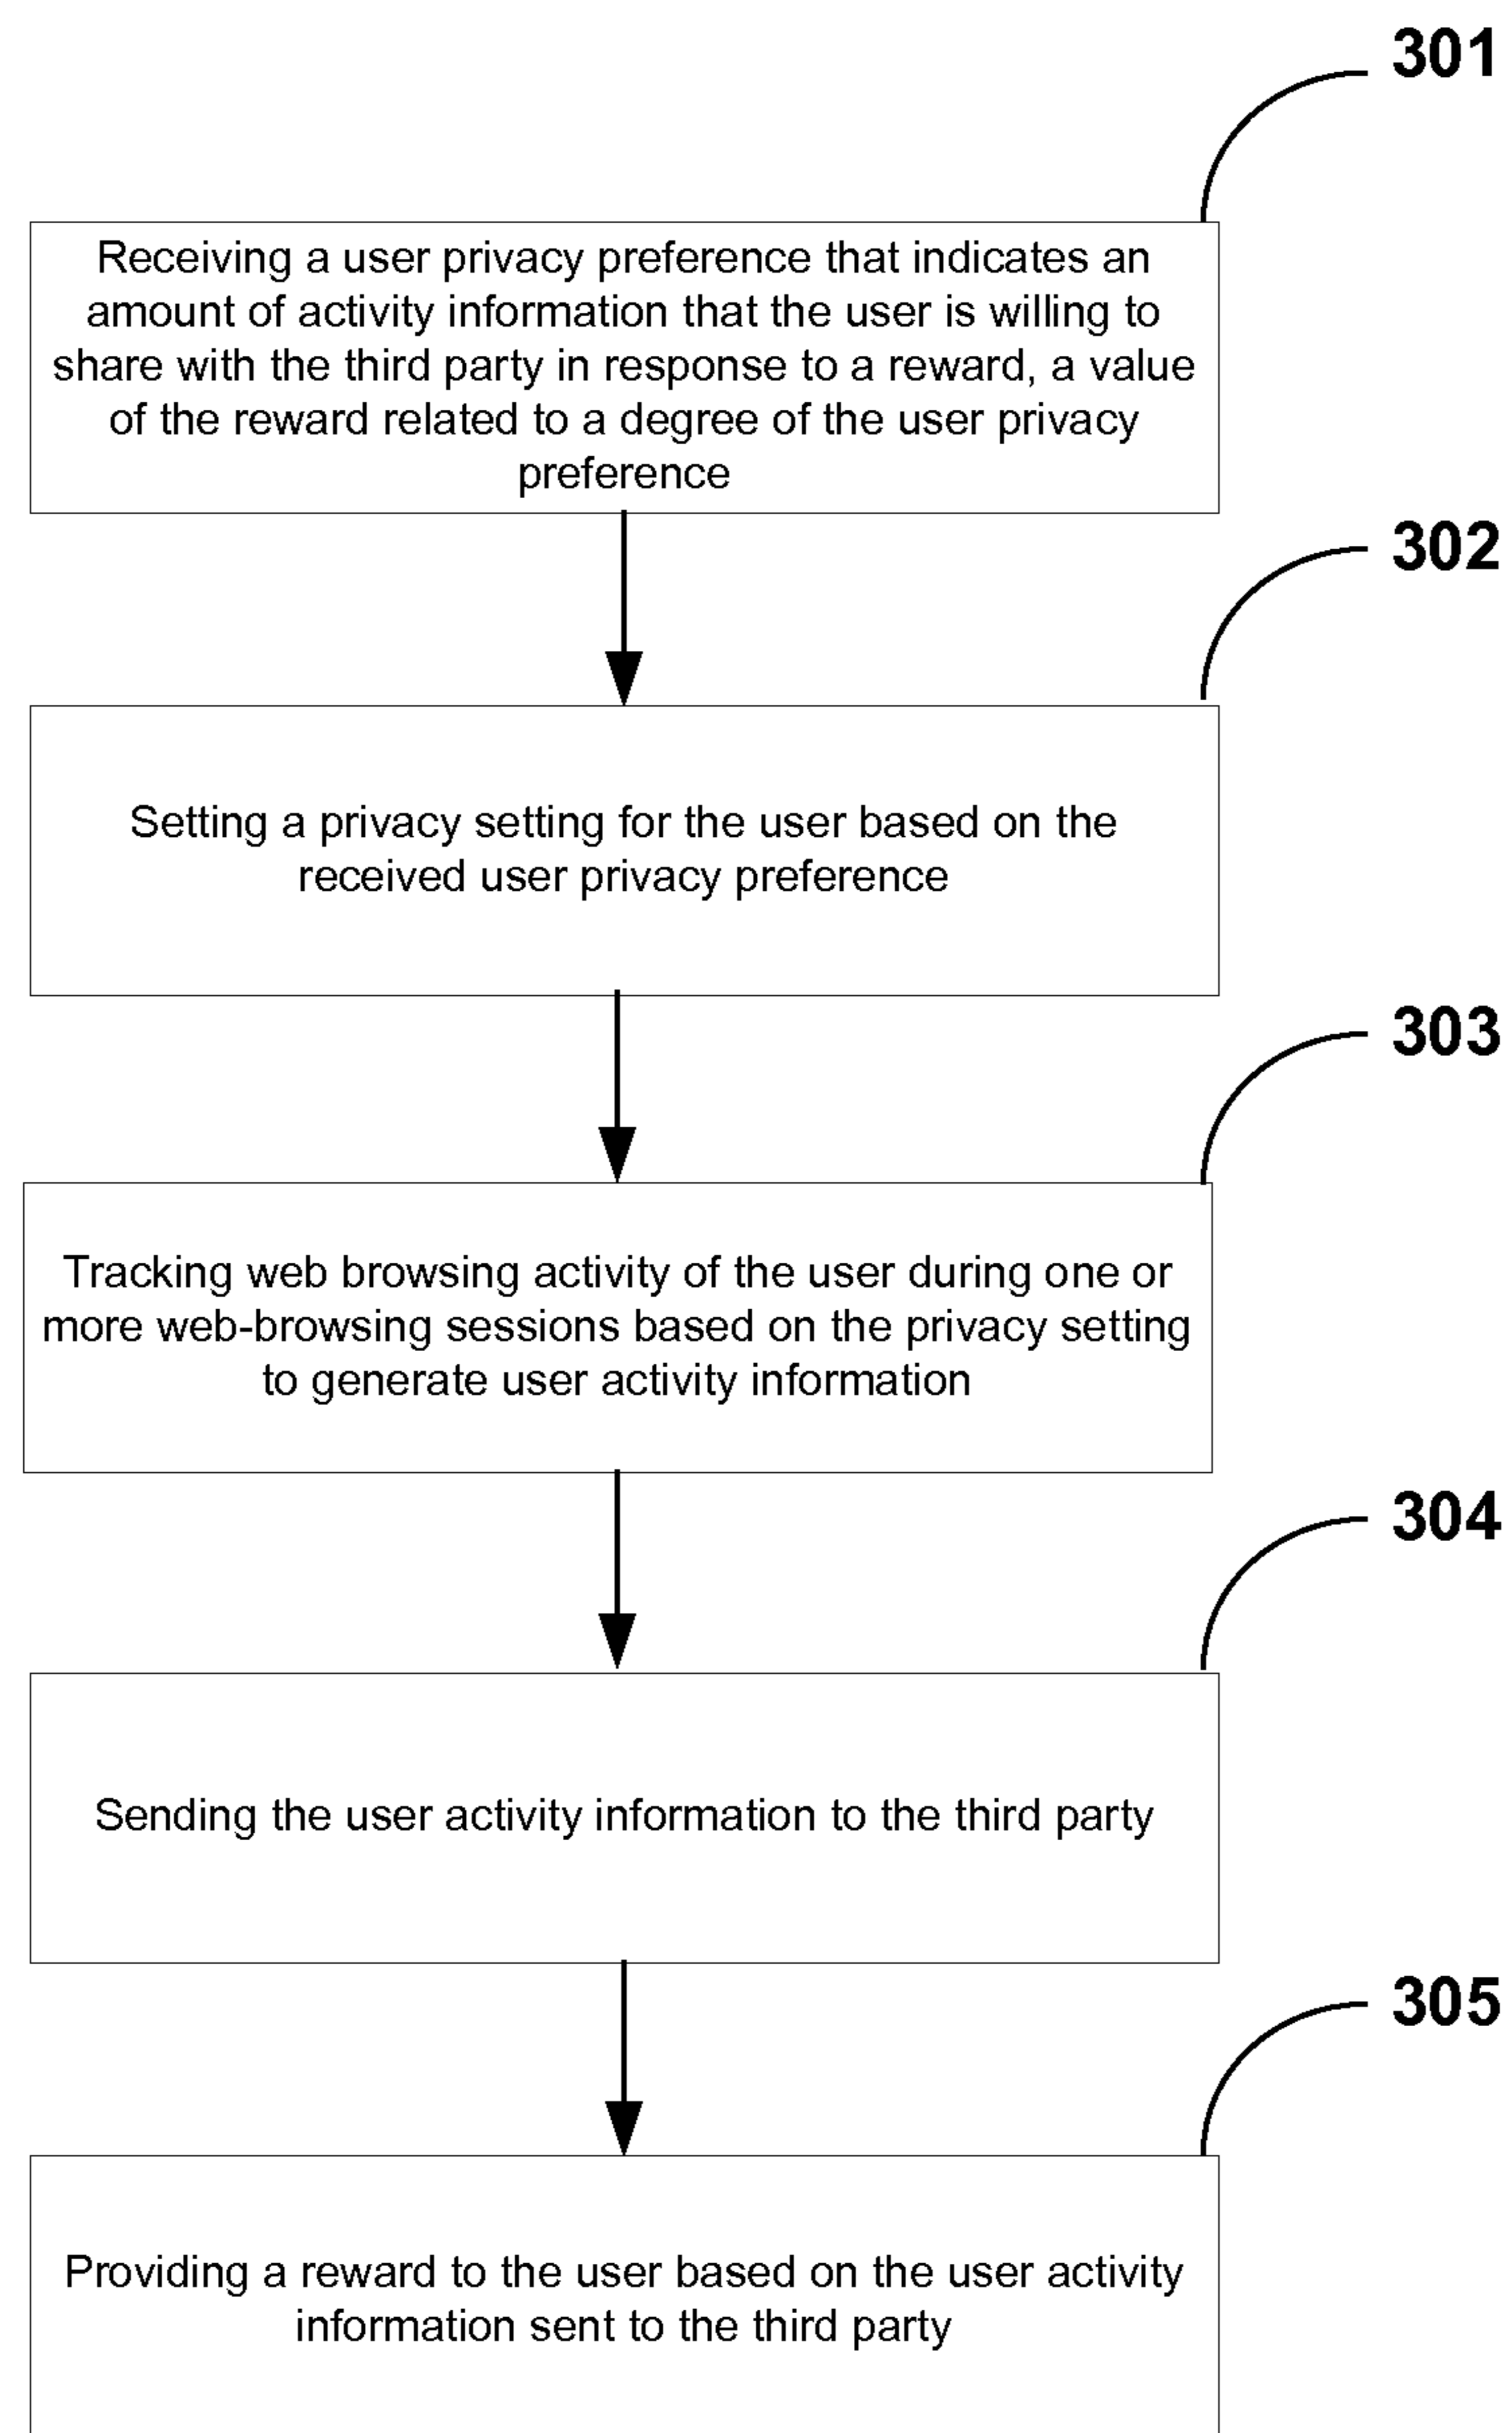 301
Receiving a user privacy preference that indicates an
amount of activity information that the user is willing to
share with the third party in response to a reward, a value
of the reward related to a degree of the user privacy
preference
302
Setting a privacy setting for the user based on the
received user privacy preference
303
Tracking web browsing activity of the user during one or
more web-browsing sessions based on the privacy setting
to generate user activity information
304
Sending the user activity information to the third party
305
Providing a reward to the user based on the user activity
information sent to the third party